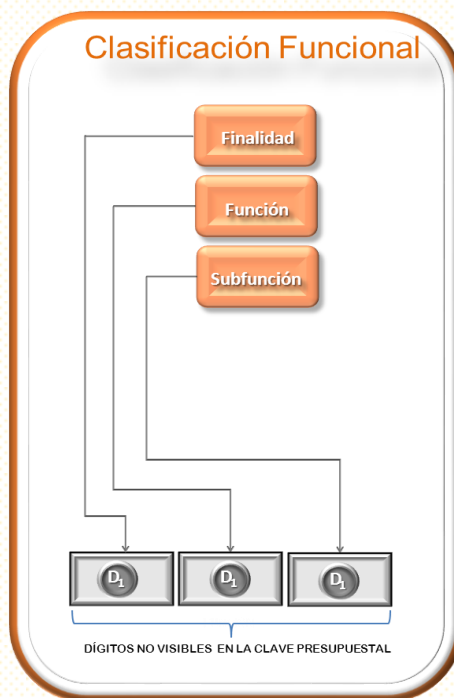 Clasificación Funcional
Finalidad
Función
Subfunción
D1 D1 D1
DÍGITOS NO VISIBLES EN LA CLAVE PRESUPUESTAL